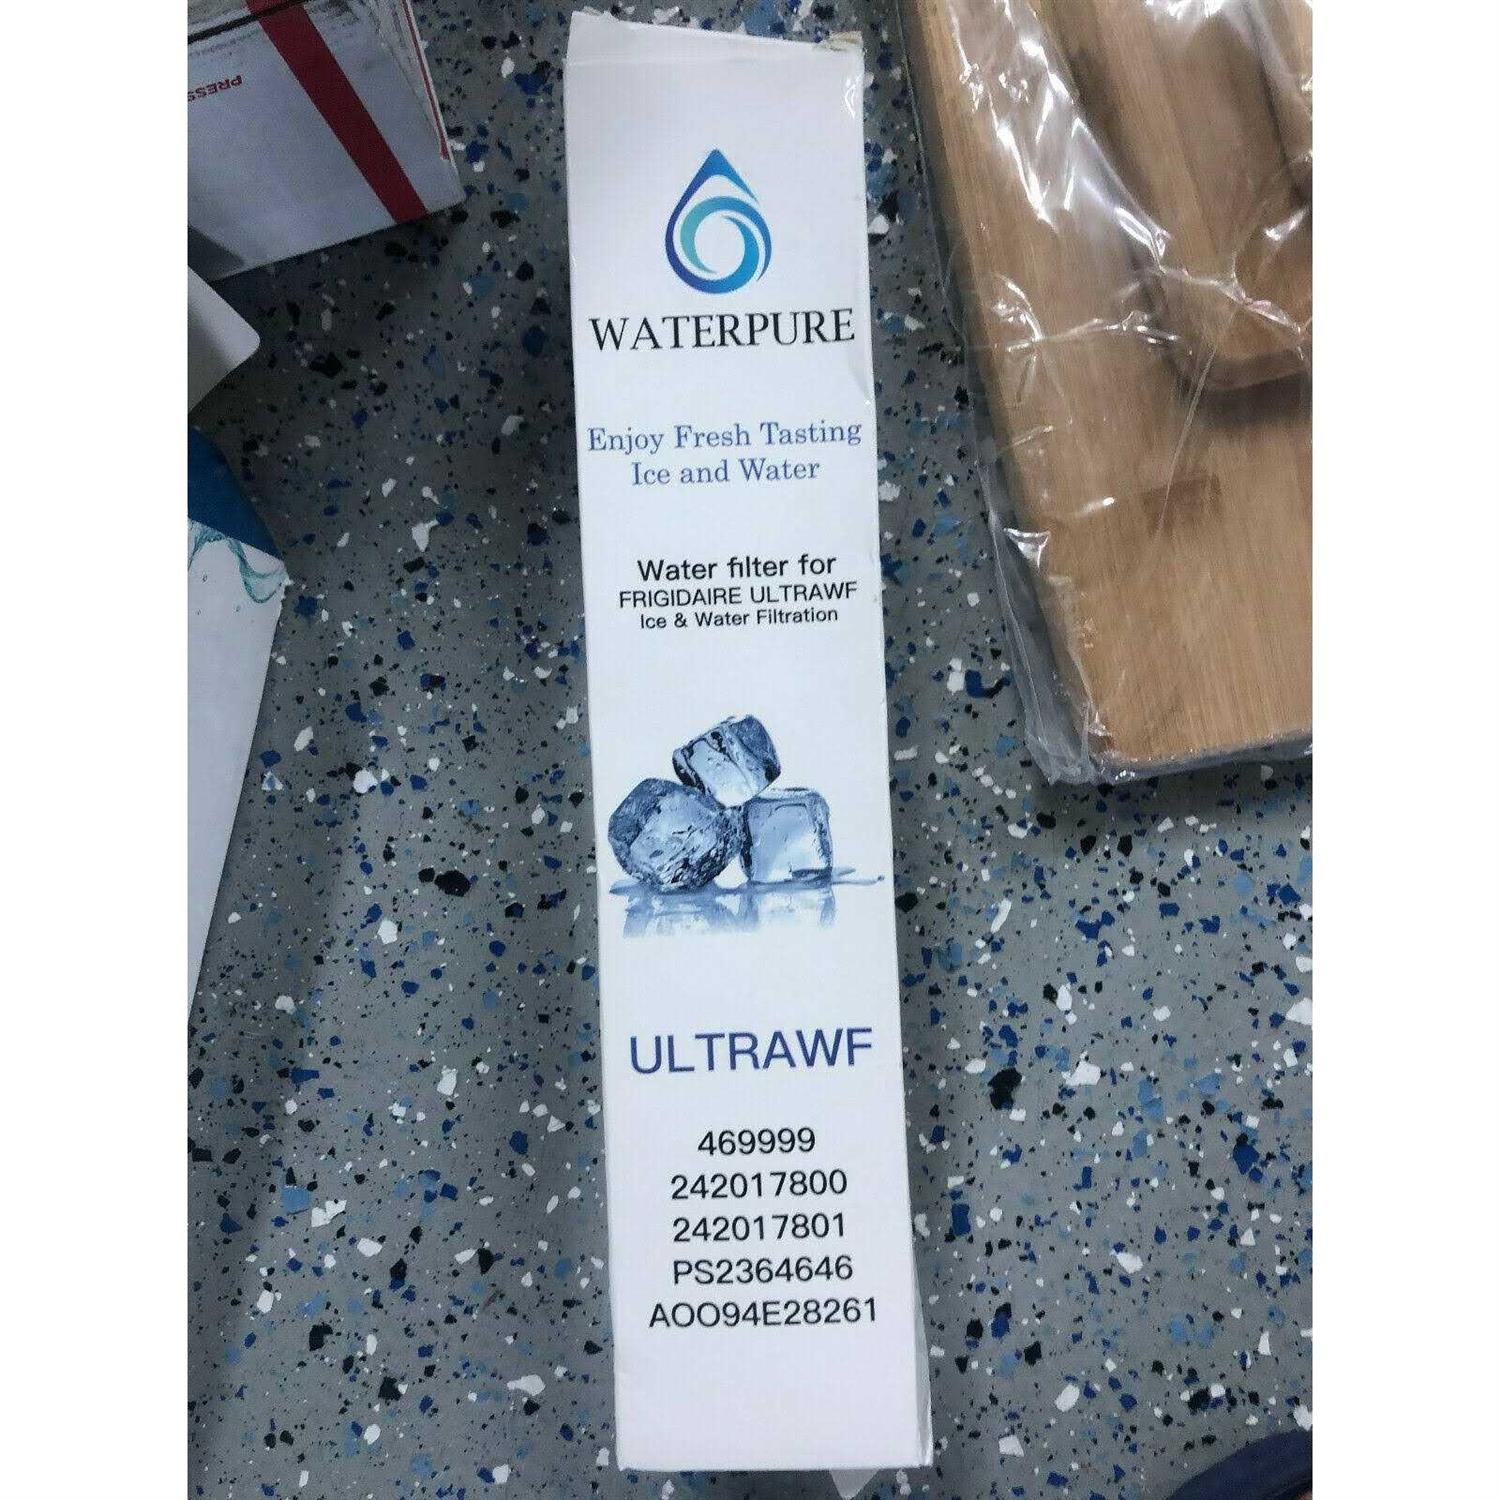 PRESS
WATERPURE
Enjoy Fresh Tasting
Ice and Water
Water filter for
FRIGIDAIRE ULTRAWF
Ice & Water Filtration
ULTRAWF
469999
242017800
242017801
PS2364646
AOO94E28261